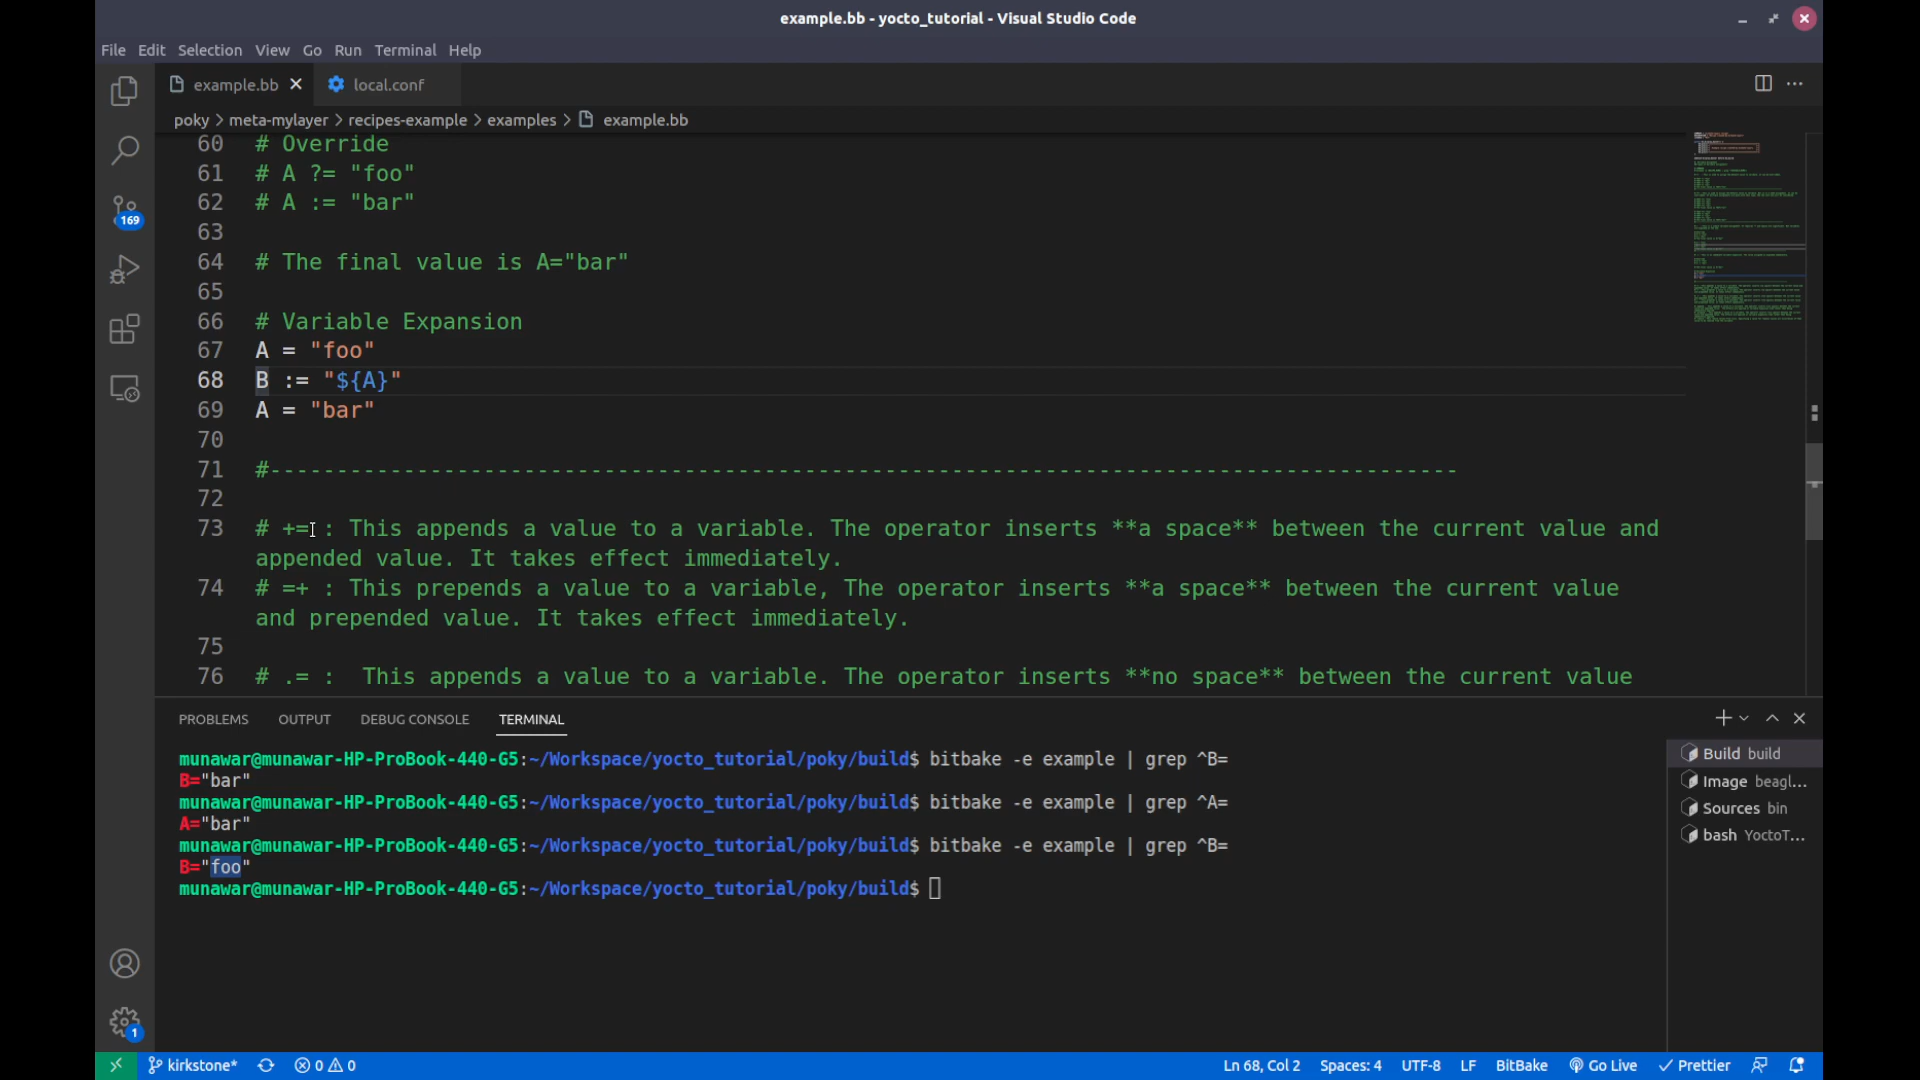 example.bb - yocto_tutorial - Visual Studio Code
File Edit Selection View Go Run Terminal Help
example.bb local.conf
poky > meta-mylayer > recipes-example > examples > example.bb
60 # Override
61 # A ?= "foo"
62 # A := "bar"
63
64 # The final value is A="bar"
65
66 # Variable Expansion
67 A = "foo"
68 B := "${A}"
69 A = "bar"
70
71 #-----------------------------------------------------------------------------------------
72
73 # += : This appends a value to a variable. The operator inserts **a space** between the current value and
appended value. It takes effect immediately.
74 # =+ : This prepends a value to a variable, The operator inserts **a space** between the current value
and prepended value. It takes effect immediately.
75
76 # .= :  This appends a value to a variable. The operator inserts **no space** between the current value
169
PROBLEMS OUTPUT DEBUG CONSOLE TERMINAL
munawar@munawar-HP-ProBook-440-G5:~/Workspace/yocto_tutorial/poky/build$ bitbake -e example | grep ^B=
B="bar"
munawar@munawar-HP-ProBook-440-G5:~/Workspace/yocto_tutorial/poky/build$ bitbake -e example | grep ^A=
A="bar"
munawar@munawar-HP-ProBook-440-G5:~/Workspace/yocto_tutorial/poky/build$ bitbake -e example | grep ^B=
B="foo"
munawar@munawar-HP-ProBook-440-G5:~/Workspace/yocto_tutorial/poky/build$
Build build
Image beagl...
Sources bin
bash YoctoT...
1
kirkstone* 0 0 Ln 68, Col 2 Spaces: 4 UTF-8 LF BitBake Go Live Prettier